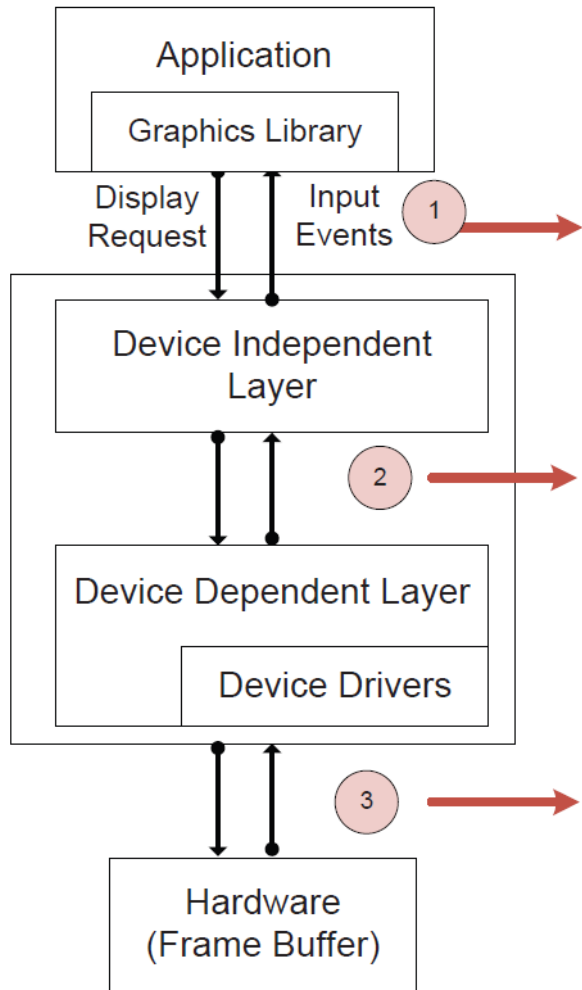 Application
Graphics Library
Display
Request
Input
Events
1
Device Independent
Layer
2
Device Dependent Layer
Device Drivers
3
Hardware
(Frame Buffer)